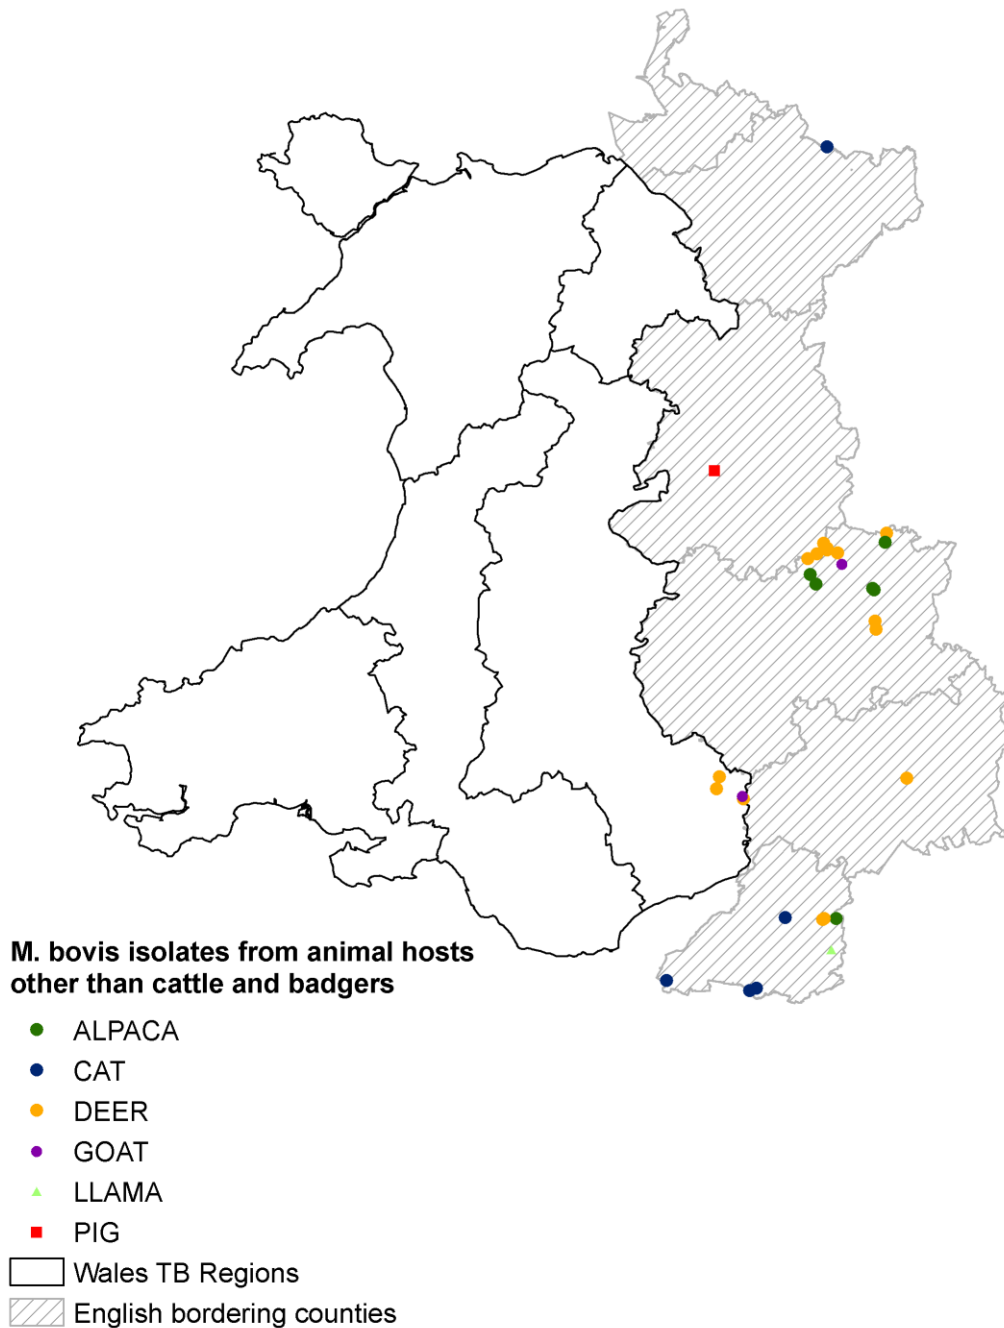 M. bovis isolates from animal hosts
other than cattle and badgers
ALPACA
CAT
DEER
GOAT
LLAMA
PIG
Wales TB Regions
English bordering counties